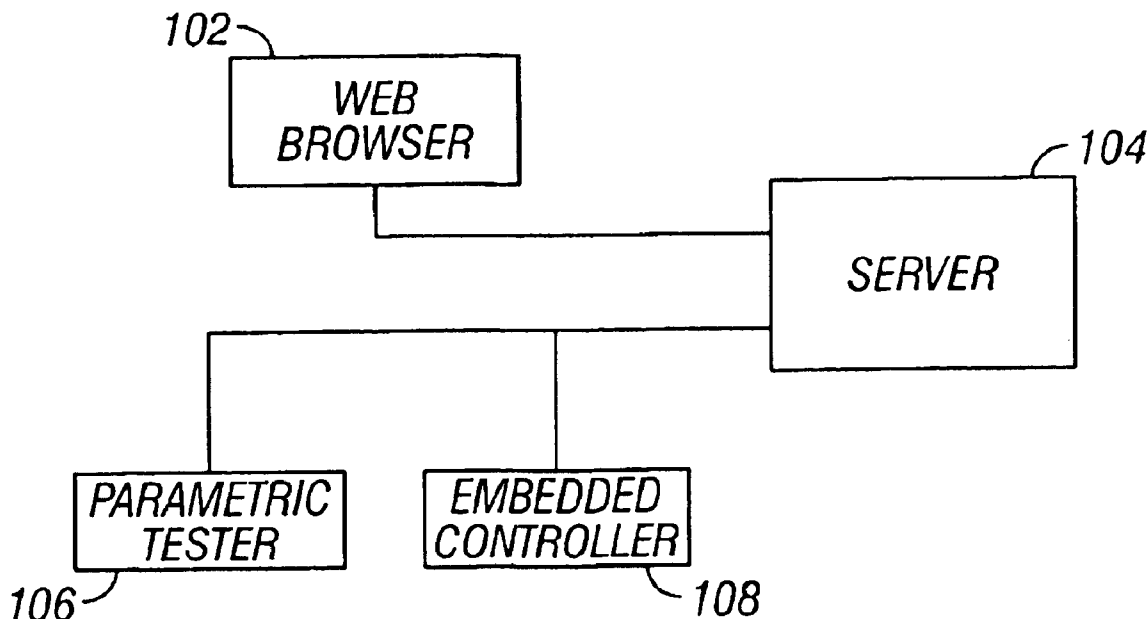 102
WEB
BROWSER
104
SERVER
PARAMETRIC
TESTER
106
EMBEDDED
CONTROLLER
108